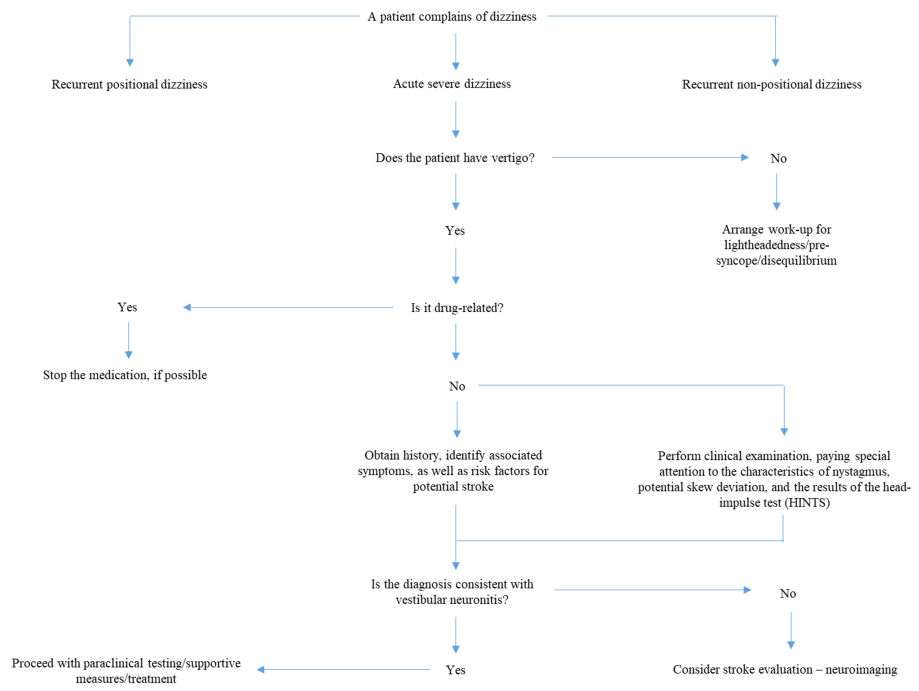 A patient complains of dizziness
Recurrent positional dizziness
Acute severe dizziness
Recurrent non-positional dizziness
Does the patient have vertigo?
No
Yes
Arrange work-up for
lightheadedness/pre-
syncope/disequilibrium
Yes
Is it drug-related?
Stop the medication, if possible
No
Obtain history, identify associated
symptoms, as well as risk factors for
potential stroke
Perform clinical examination, paying special
attention to the characteristics of nystagmus,
potential skew deviation, and the results of the head-
impulse test (HINTS)
Is the diagnosis consistent with
vestibular neuronitis?
No
Proceed with paraclinical testing/supportive
measures/treatment
Yes
Consider stroke evaluation – neuroimaging